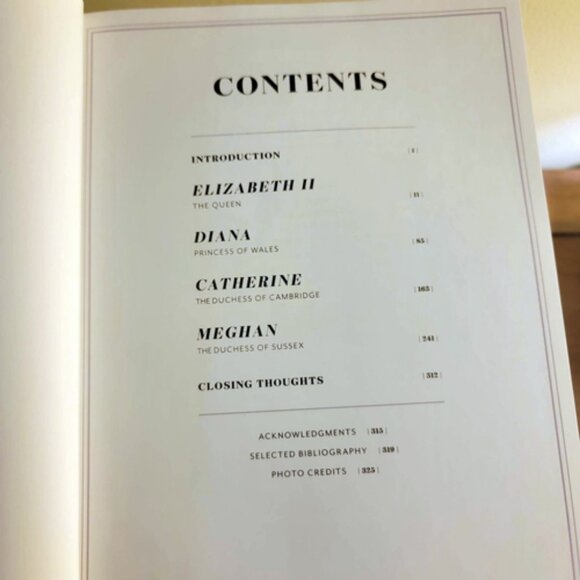 CONTENTS
INTRODUCTION |1|
ELIZABETH II |11|
THE QUEEN
DIANA |85|
PRINCESS OF WALES
CATHERINE |163|
THE DUCHESS OF CAMBRIDGE
MEGHAN |241|
THE DUCHESS OF SUSSEX
CLOSING THOUGHTS |312|
ACKNOWLEDGMENTS |315|
SELECTED BIBLIOGRAPHY |319|
PHOTO CREDITS |325|